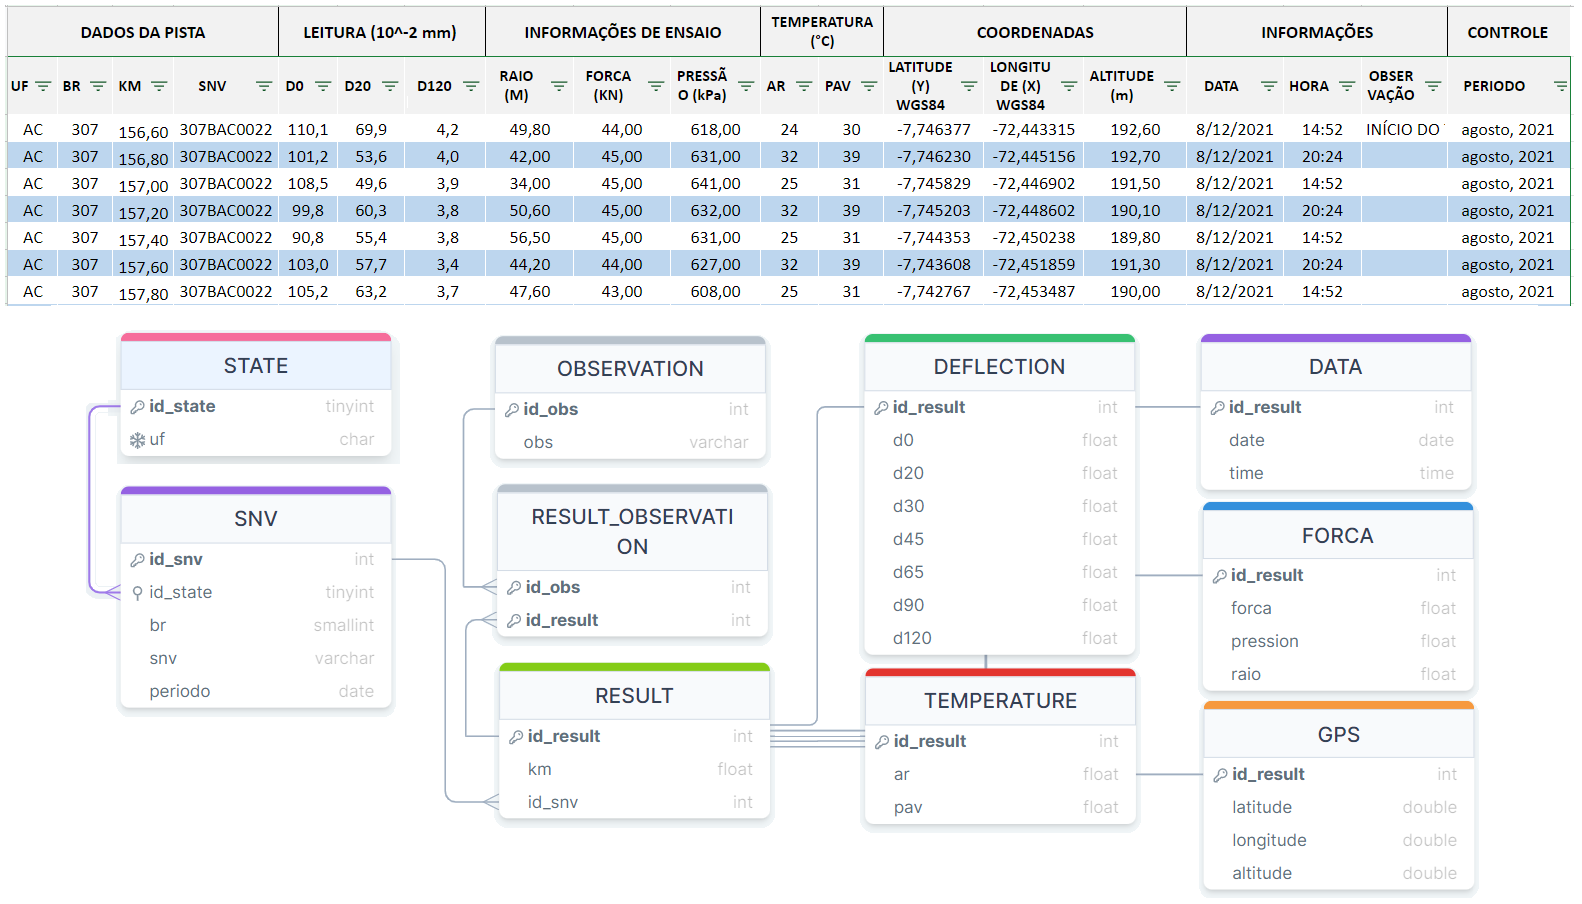 DADOS DA PISTA LEITURA (10^-2 mm) INFORMAÇÕES DE ENSAIO TEMPERATURA (°C) COORDENADAS INFORMAÇÕES CONTROLE
UF BR KM SNV D0 D20 D120 RAIO (M) FORCA (KN) PRESSÃO (kPa) AR PAV LATITUDE (Y) WGS84 LONGITUDE (X) WGS84 ALTITUDE (m) DATA HORA OBSERVAÇÃO PERIODO
AC 307 156,60 307BAC0022 110,1 69,9 4,2 49,80 44,00 618,00 24 30 -7,746377 -72,443315 192,60 8/12/2021 14:52 INÍCIO DO agosto, 2021
AC 307 156,80 307BAC0022 101,2 53,6 4,0 42,00 45,00 631,00 32 39 -7,746230 -72,445156 192,70 8/12/2021 20:24 agosto, 2021
AC 307 157,00 307BAC0022 108,5 49,6 3,9 34,00 45,00 641,00 25 31 -7,745829 -72,446902 191,50 8/12/2021 14:52 agosto, 2021
AC 307 157,20 307BAC0022 99,8 60,3 3,8 50,60 45,00 632,00 32 39 -7,745203 -72,448602 190,10 8/12/2021 20:24 agosto, 2021
AC 307 157,40 307BAC0022 90,8 55,4 3,8 56,50 45,00 631,00 25 31 -7,744353 -72,450238 189,80 8/12/2021 14:52 agosto, 2021
AC 307 157,60 307BAC0022 103,0 57,7 3,4 44,20 44,00 627,00 32 39 -7,743608 -72,451859 191,30 8/12/2021 20:24 agosto, 2021
AC 307 157,80 307BAC0022 105,2 63,2 3,7 47,60 43,00 608,00 25 31 -7,742767 -72,453487 190,00 8/12/2021 14:52 agosto, 2021
STATE
id_state tinyint
uf char
SNV
id_snv int
id_state tinyint
br smallint
snv varchar
periodo date
OBSERVATION
id_obs int
obs varchar
RESULT_OBSERVATI
ON
id_obs int
id_result int
RESULT
id_result int
km float
id_snv int
DEFLECTION
id_result int
d0 float
d20 float
d30 float
d45 float
d65 float
d90 float
d120 float
TEMPERATURE
id_result int
ar float
pav float
DATA
id_result int
date date
time time
FORCA
id_result int
forca float
pression float
raio float
GPS
id_result int
latitude double
longitude double
altitude double